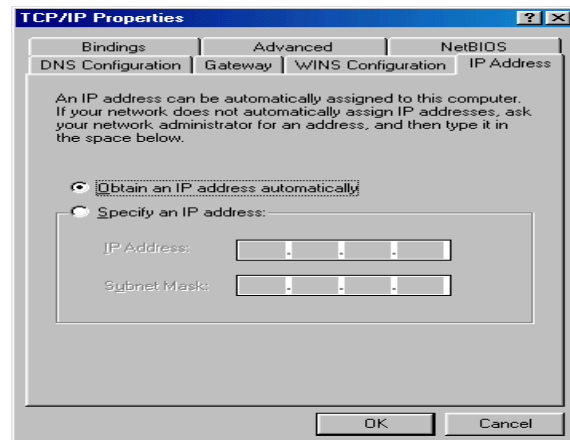 TCP/IP Properties
Bindings Advanced NetBIOS
DNS Configuration Gateway WINS Configuration IP Address
An IP address can be automatically assigned to this computer.
If your network does not automatically assign IP addresses, ask
your network administrator for an address, and then type it in
the space below.
Obtain an IP address automatically
Specify an IP address:
IP Address:
Subnet Mask:
OK Cancel